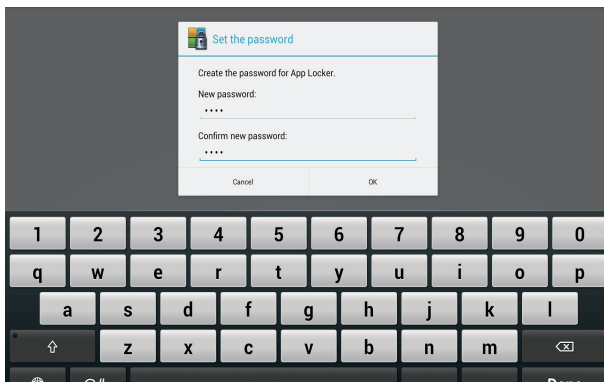 Set the password
Create the password for App Locker.
New password:
••••
Confirm new password:
••••
Cancel OK
1 2 3 4 5 6 7 8 9 0
q w e r t y u i o p
a s d f g h j k l
z x c v b n m